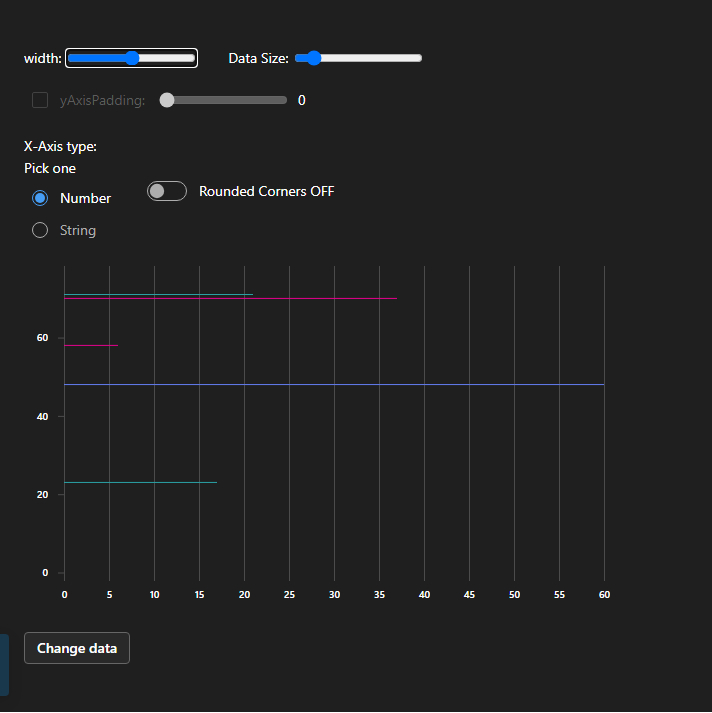 width: Data Size:
yAxisPadding: 0
X-Axis type:
Pick one
Number
Rounded Corners OFF
String
60
40
20
0
0 5 10 15 20 25 30 35 40 45 50 55 60
Change data